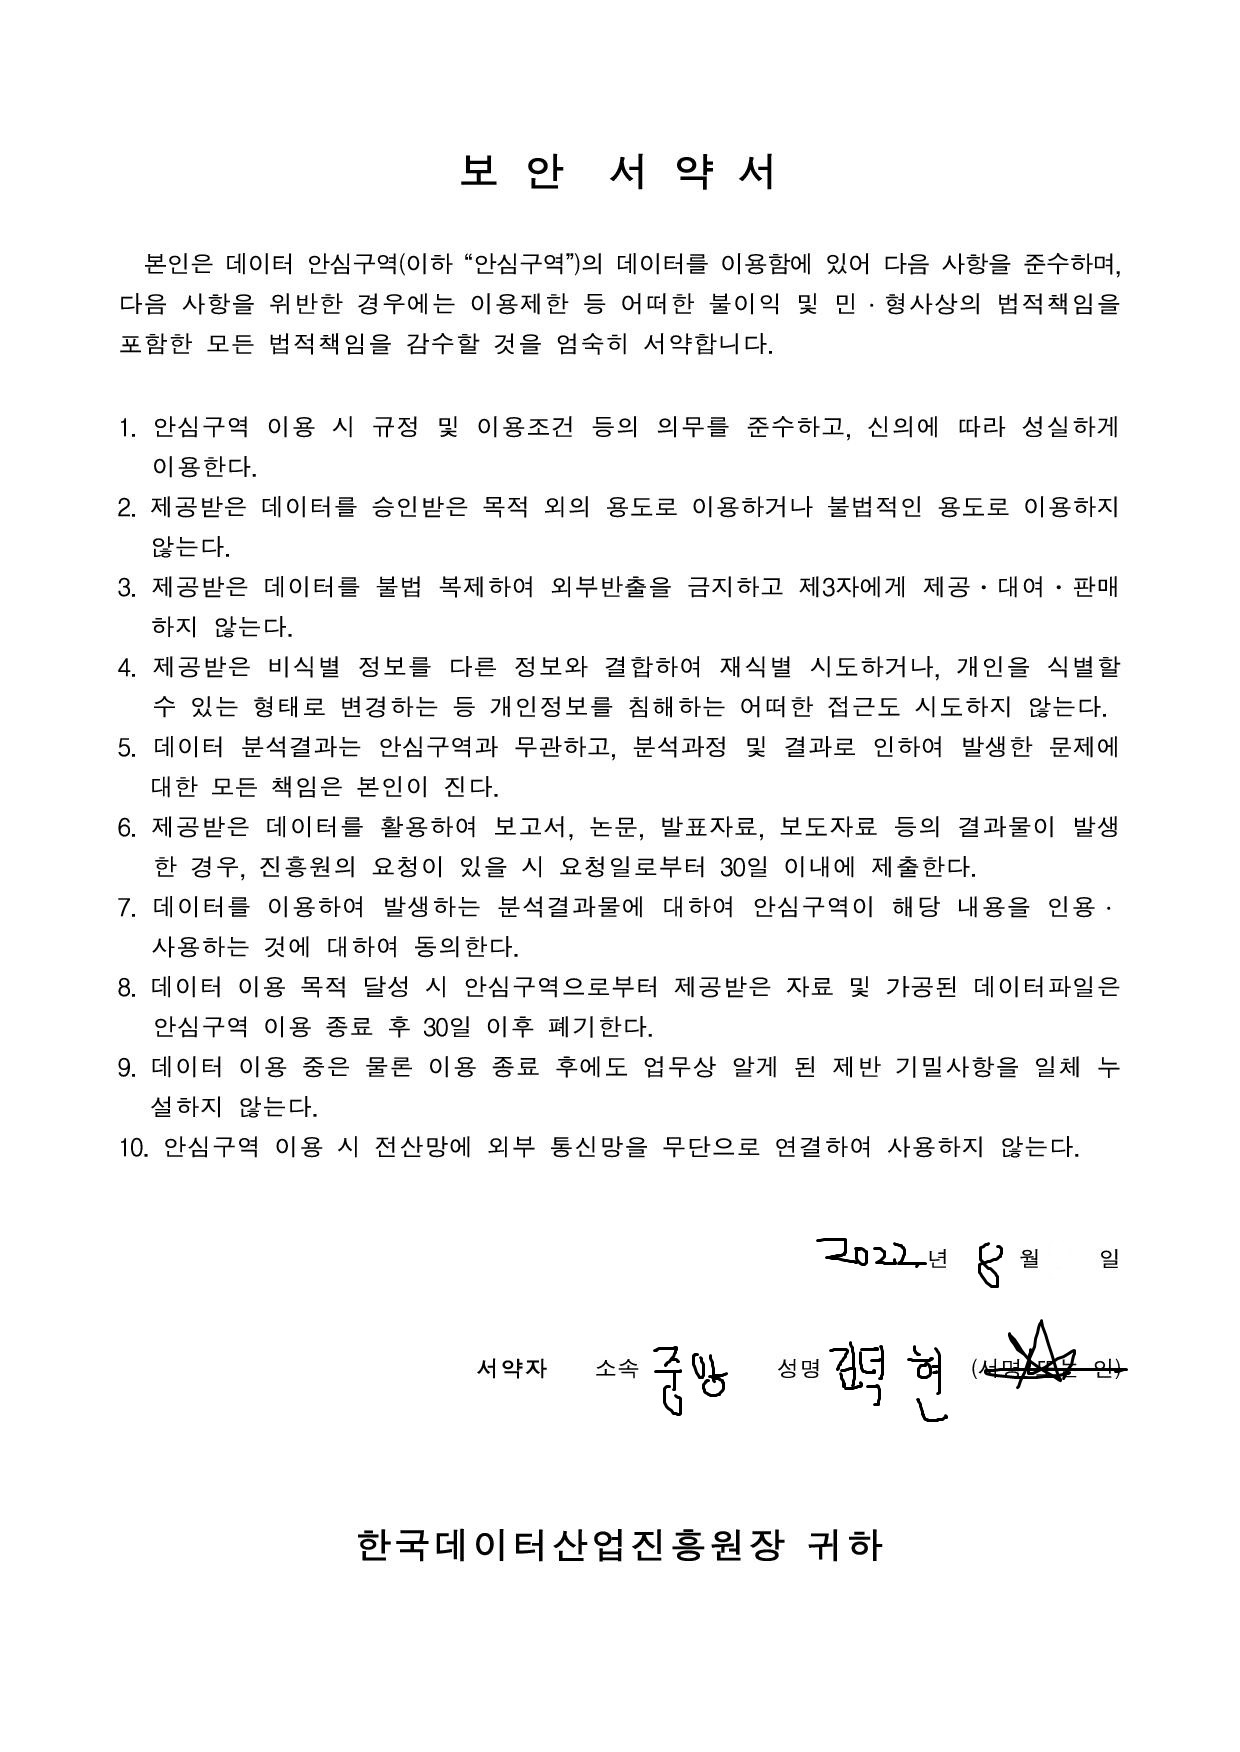 보 안 서 약 서
본인은 데이터 안심구역(이하 “안심구역”)의 데이터를 이용함에 있어 다음 사항을 준수하며,
다음 사항을 위반한 경우에는 이용제한 등 어떠한 불이익 및 민 · 형사상의 법적책임을
포함한 모든 법적책임을 감수할 것을 엄숙히 서약합니다.
1. 안심구역 이용 시 규정 및 이용조건 등의 의무를 준수하고, 신의에 따라 성실하게
이용한다.
2. 제공받은 데이터를 승인받은 목적 외의 용도로 이용하거나 불법적인 용도로 이용하지
않는다.
3. 제공받은 데이터를 불법 복제하여 외부반출을 금지하고 제3자에게 제공 · 대여 · 판매
하지 않는다.
4. 제공받은 비식별 정보를 다른 정보와 결합하여 재식별 시도하거나, 개인을 식별할
수 있는 형태로 변경하는 등 개인정보를 침해하는 어떠한 접근도 시도하지 않는다.
5. 데이터 분석결과는 안심구역과 무관하고, 분석과정 및 결과로 인하여 발생한 문제에
대한 모든 책임은 본인이 진다.
6. 제공받은 데이터를 활용하여 보고서, 논문, 발표자료, 보도자료 등의 결과물이 발생
한 경우, 진흥원의 요청이 있을 시 요청일로부터 30일 이내에 제출한다.
7. 데이터를 이용하여 발생하는 분석결과물에 대하여 안심구역이 해당 내용을 인용 ·
사용하는 것에 대하여 동의한다.
8. 데이터 이용 목적 달성 시 안심구역으로부터 제공받은 자료 및 가공된 데이터파일은
안심구역 이용 종료 후 30일 이후 폐기한다.
9. 데이터 이용 중은 물론 이용 종료 후에도 업무상 알게 된 제반 기밀사항을 일체 누
설하지 않는다.
10. 안심구역 이용 시 전산망에 외부 통신망을 무단으로 연결하여 사용하지 않는다.
2022.년 8 월 일
서약자 소속 중앙 성명 김덕현 (서명 또는 인)
한국데이터산업진흥원장 귀하